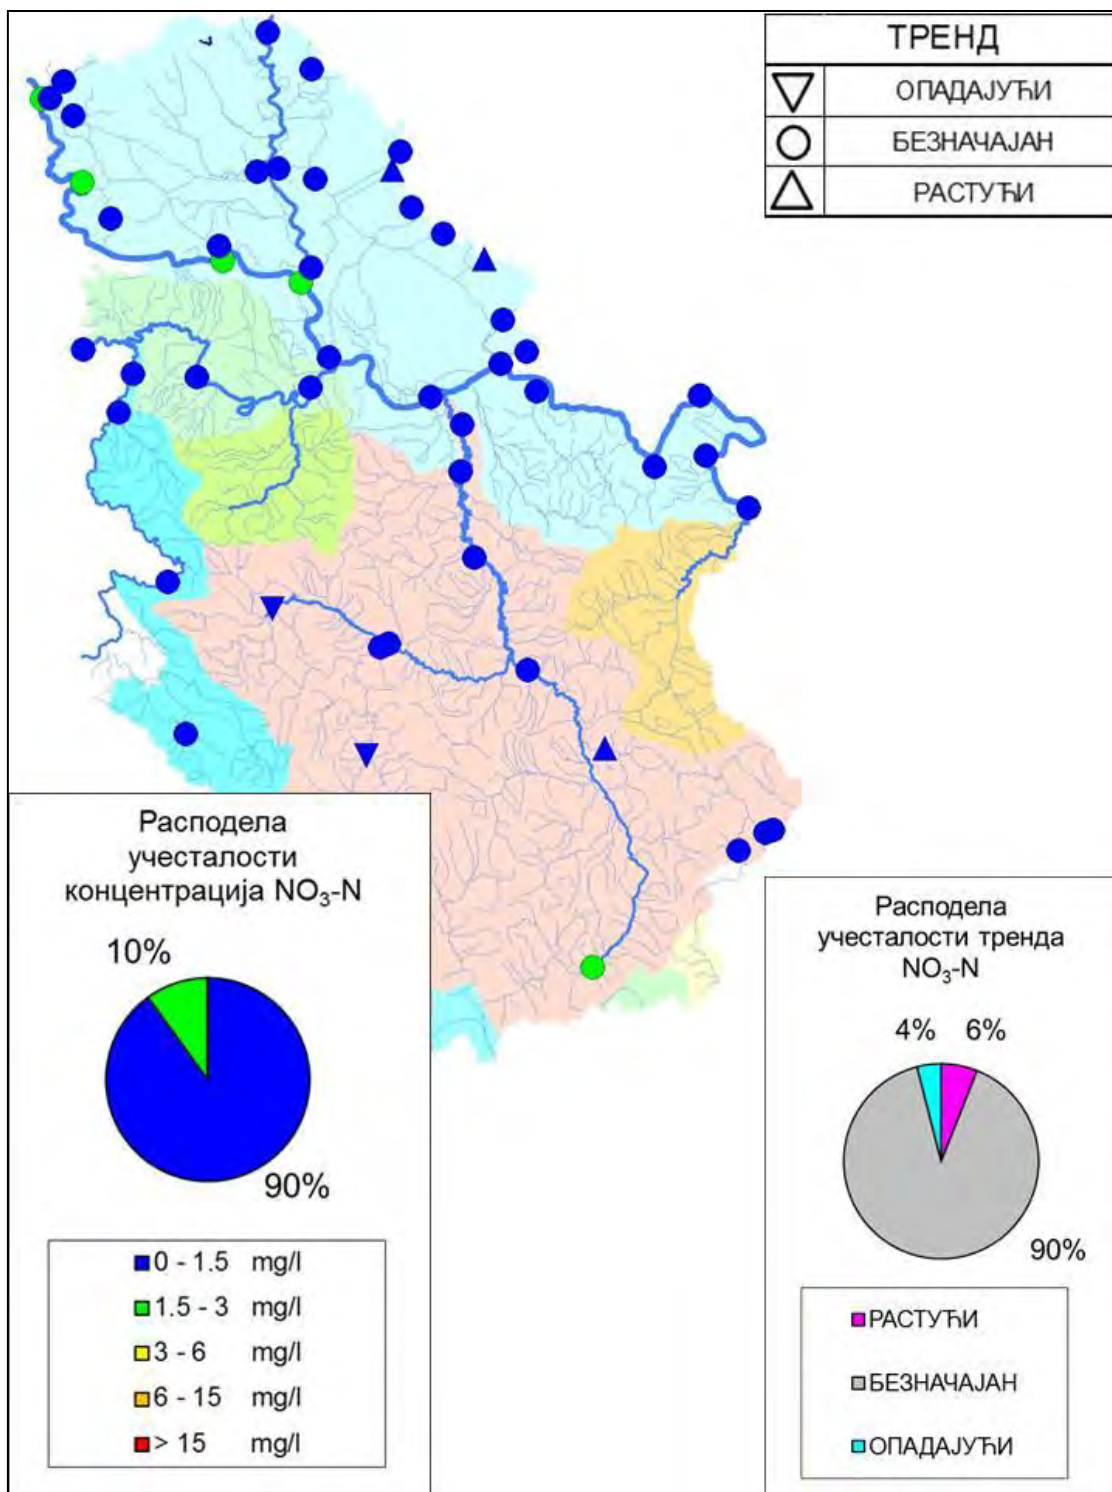 ТРЕНД
ОПАДАЈУЋИ
БЕЗНАЧАЈАН
РАСТУЋИ
Расподела
учесталости
концентрација NO₃-N
10%
90%
0 - 1.5 mg/l
1.5 - 3 mg/l
3 - 6 mg/l
6 - 15 mg/l
> 15 mg/l
Расподела
учесталости тренда
NO₃-N
4% 6%
90%
РАСТУЋИ
БЕЗНАЧАЈАН
ОПАДАЈУЋИ